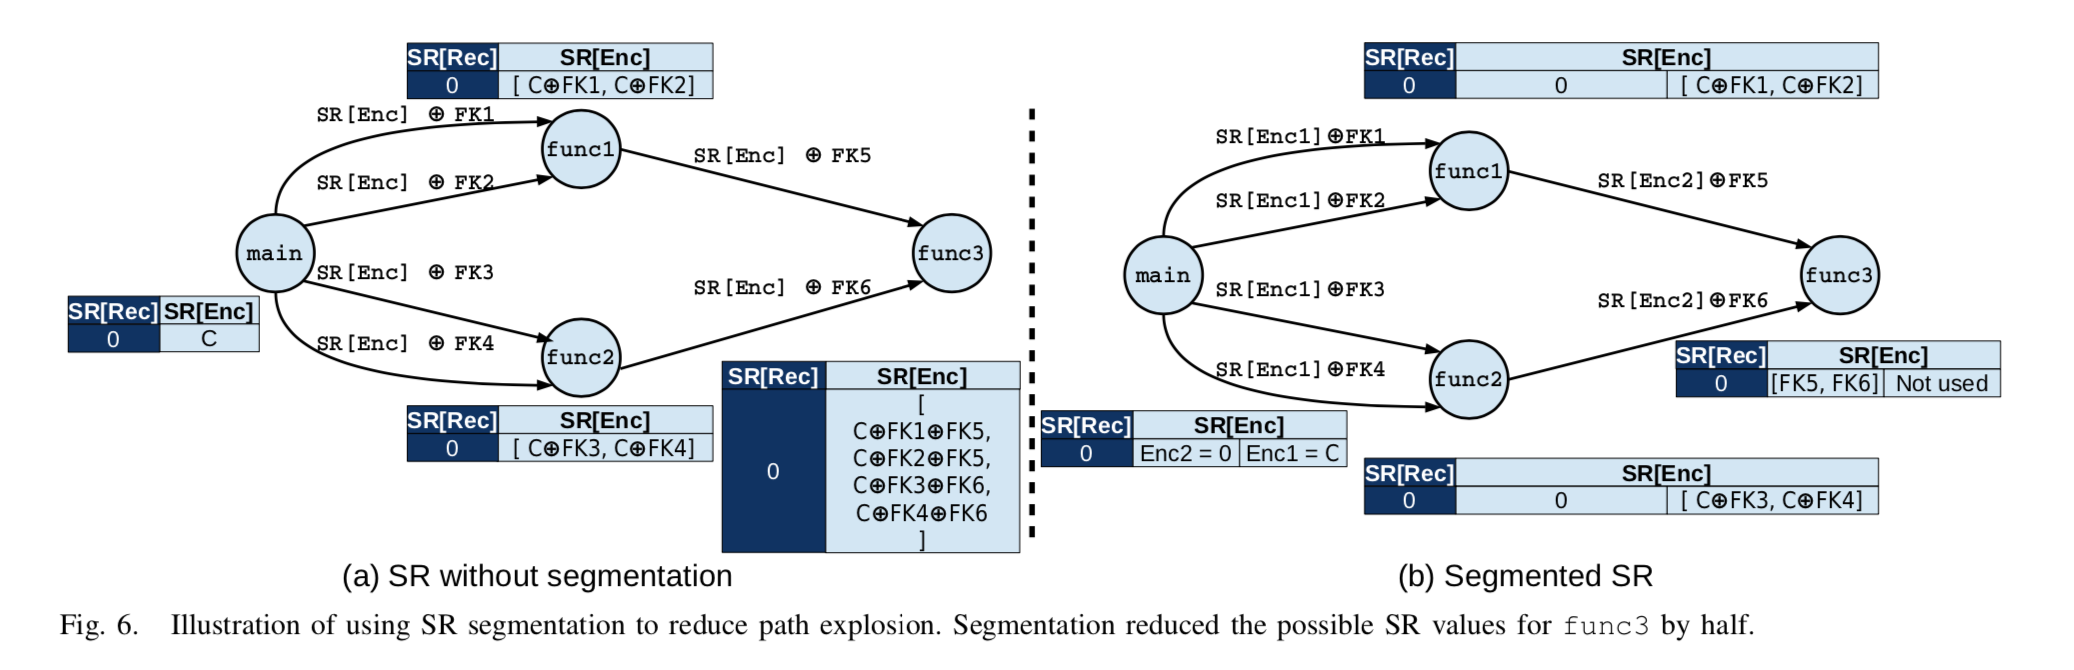 SR[Rec] SR[Enc]
0 [ C⊕FK1, C⊕FK2]
SR[Enc] ⊕ FK1
func1
SR[Enc] ⊕ FK5
SR[Enc] ⊕ FK2
main
func3
SR[Enc] ⊕ FK3
SR[Enc] ⊕ FK6
SR[Rec] SR[Enc]
0 C
SR[Enc] ⊕ FK4
func2
SR[Rec] SR[Enc]
0 [ C⊕FK3, C⊕FK4]
SR[Rec] SR[Enc]
0
[
C⊕FK1⊕FK5,
C⊕FK2⊕FK5,
C⊕FK3⊕FK6,
C⊕FK4⊕FK6
]
(a) SR without segmentation
SR[Rec] SR[Enc]
0 0 [ C⊕FK1, C⊕FK2]
SR[Enc1]⊕FK1
func1
SR[Enc2]⊕FK5
SR[Enc1]⊕FK2
main
func3
SR[Enc1]⊕FK3
SR[Enc2]⊕FK6
SR[Rec] SR[Enc]
0 [FK5, FK6] Not used
SR[Enc1]⊕FK4
func2
SR[Rec] SR[Enc]
0 Enc2 = 0 Enc1 = C
SR[Rec] SR[Enc]
0 0 [ C⊕FK3, C⊕FK4]
(b) Segmented SR
Fig. 6. Illustration of using SR segmentation to reduce path explosion. Segmentation reduced the possible SR values for func3 by half.